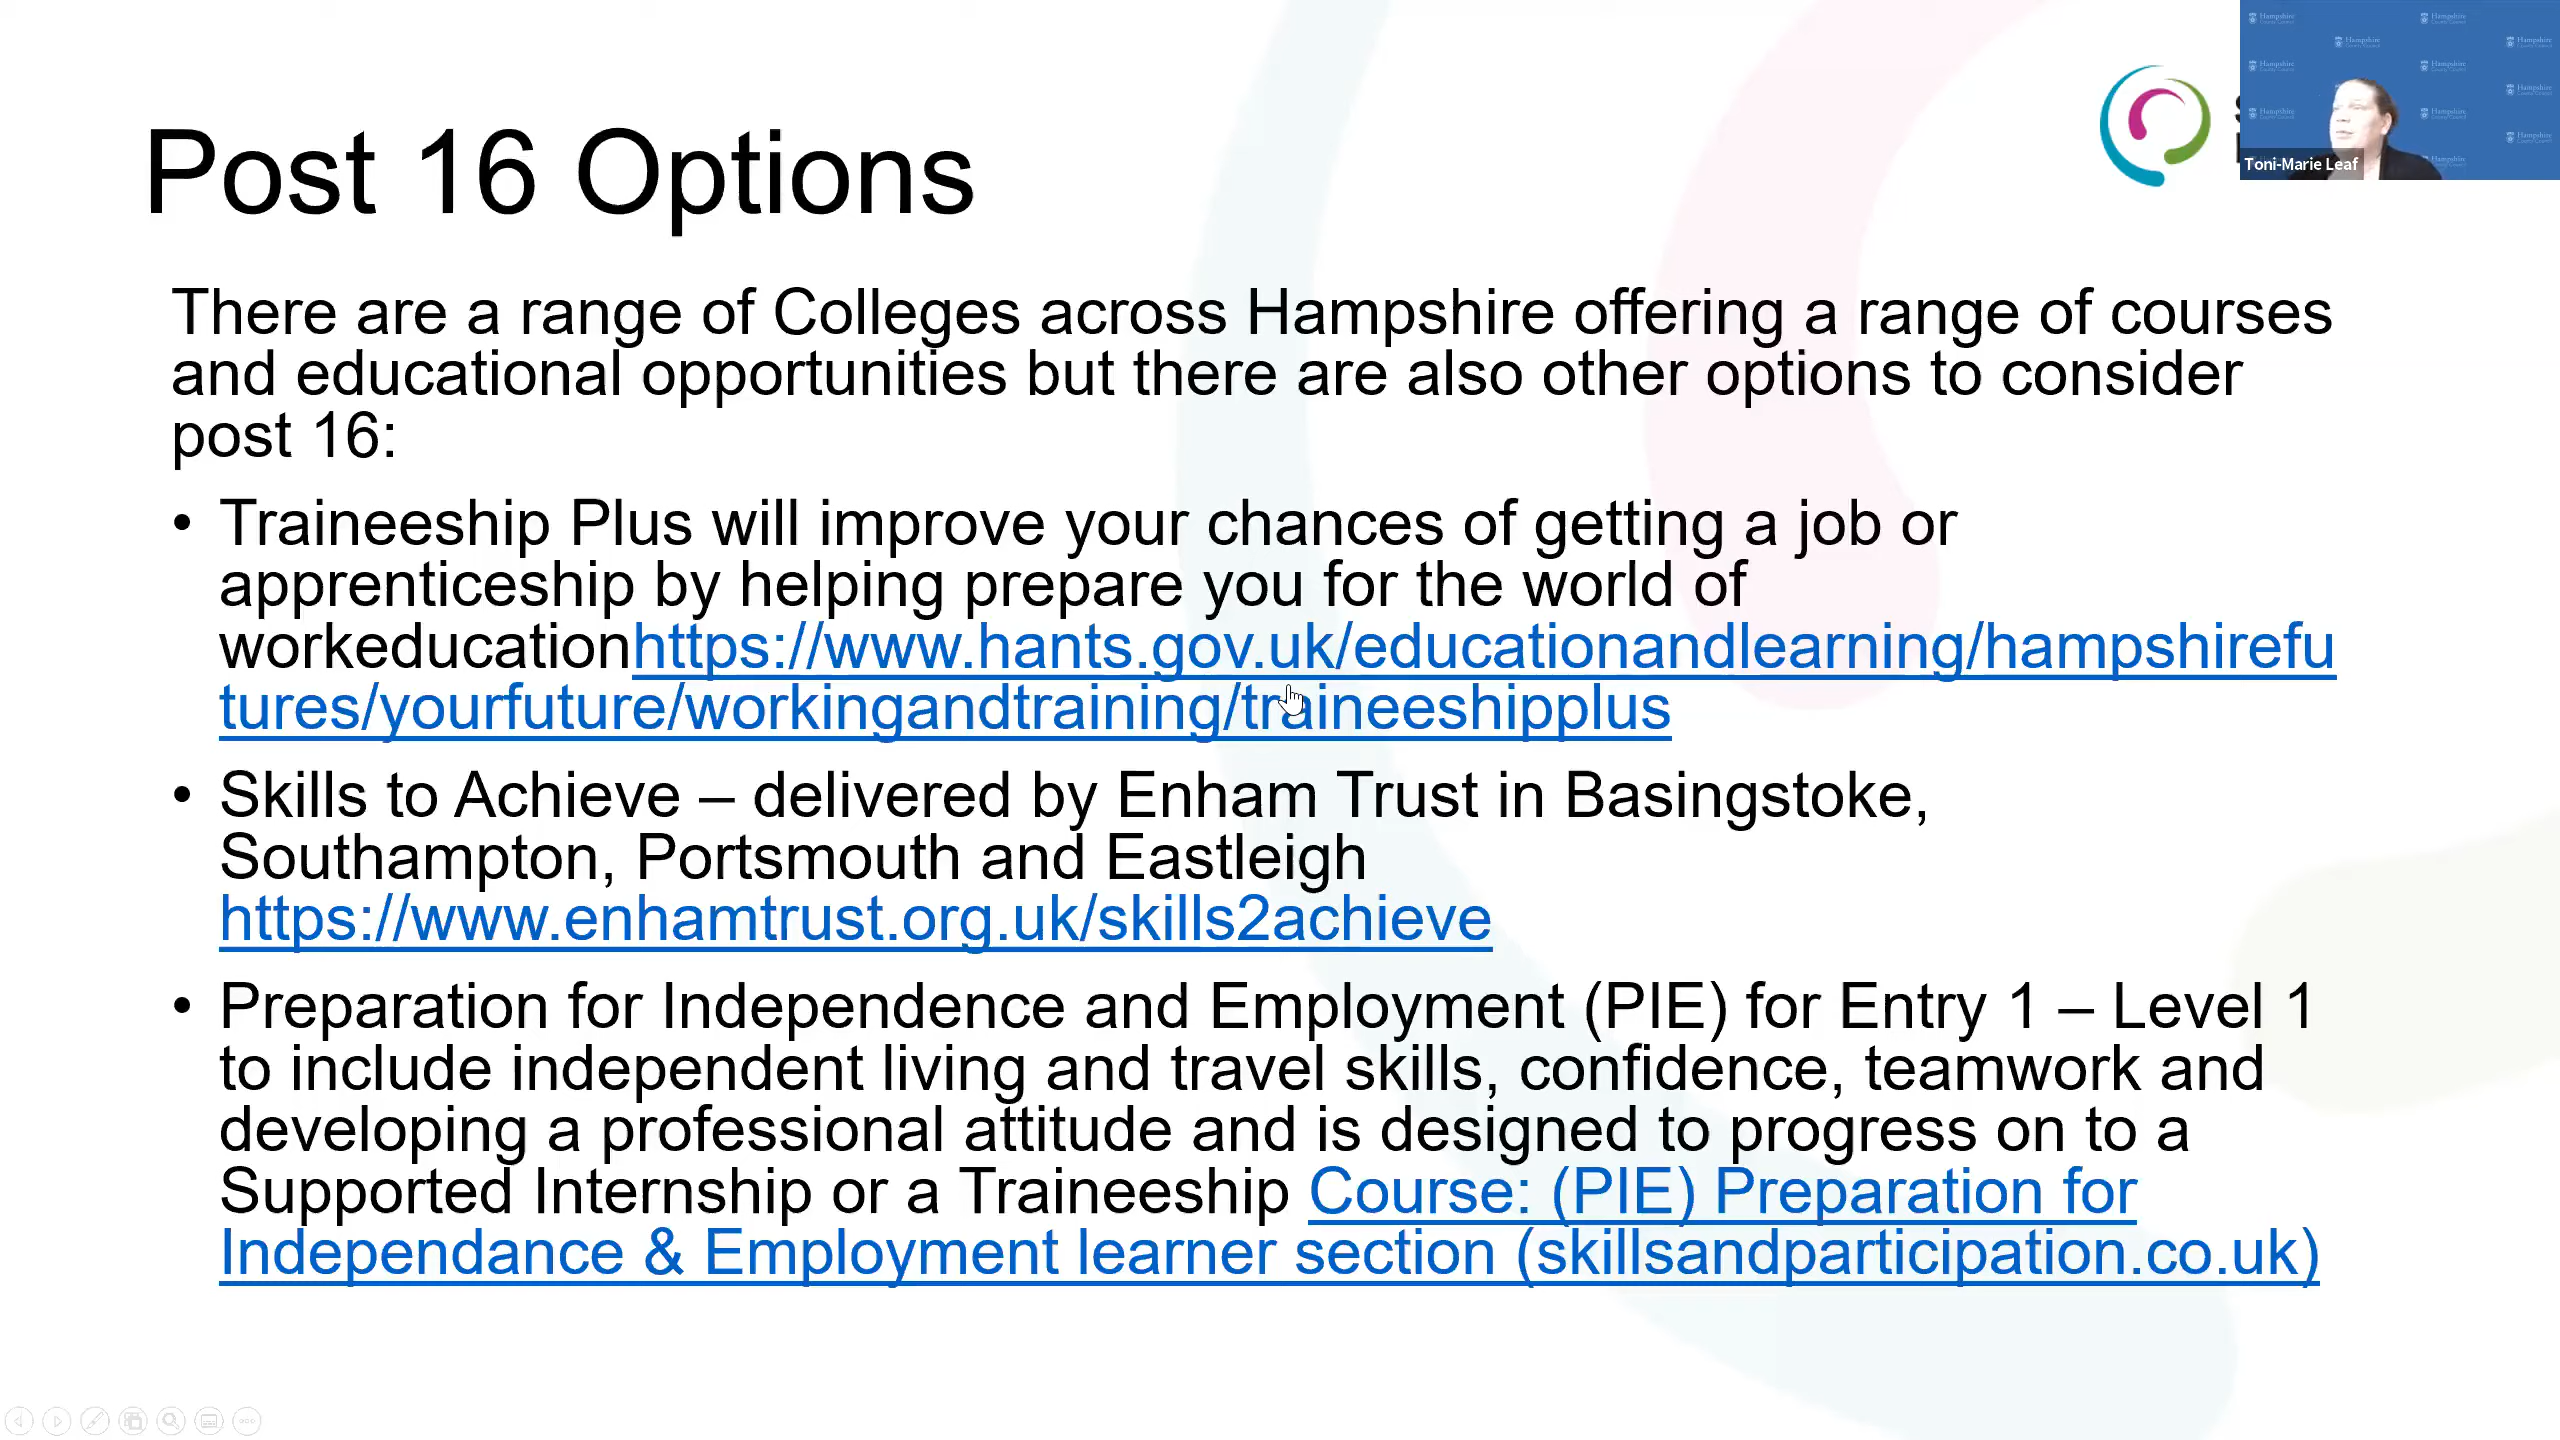 Post 16 Options
There are a range of Colleges across Hampshire offering a range of courses
and educational opportunities but there are also other options to consider
post 16:
• Traineeship Plus will improve your chances of getting a job or
apprenticeship by helping prepare you for the world of
workeducationhttps://www.hants.gov.uk/educationandlearning/hampshirefu
tures/yourfuture/workingandtraining/traineeshipplus
• Skills to Achieve – delivered by Enham Trust in Basingstoke,
Southampton, Portsmouth and Eastleigh
https://www.enhamtrust.org.uk/skills2achieve
• Preparation for Independence and Employment (PIE) for Entry 1 – Level 1
to include independent living and travel skills, confidence, teamwork and
developing a professional attitude and is designed to progress on to a
Supported Internship or a Traineeship Course: (PIE) Preparation for
Independance & Employment learner section (skillsandparticipation.co.uk)
Toni-Marie Leaf